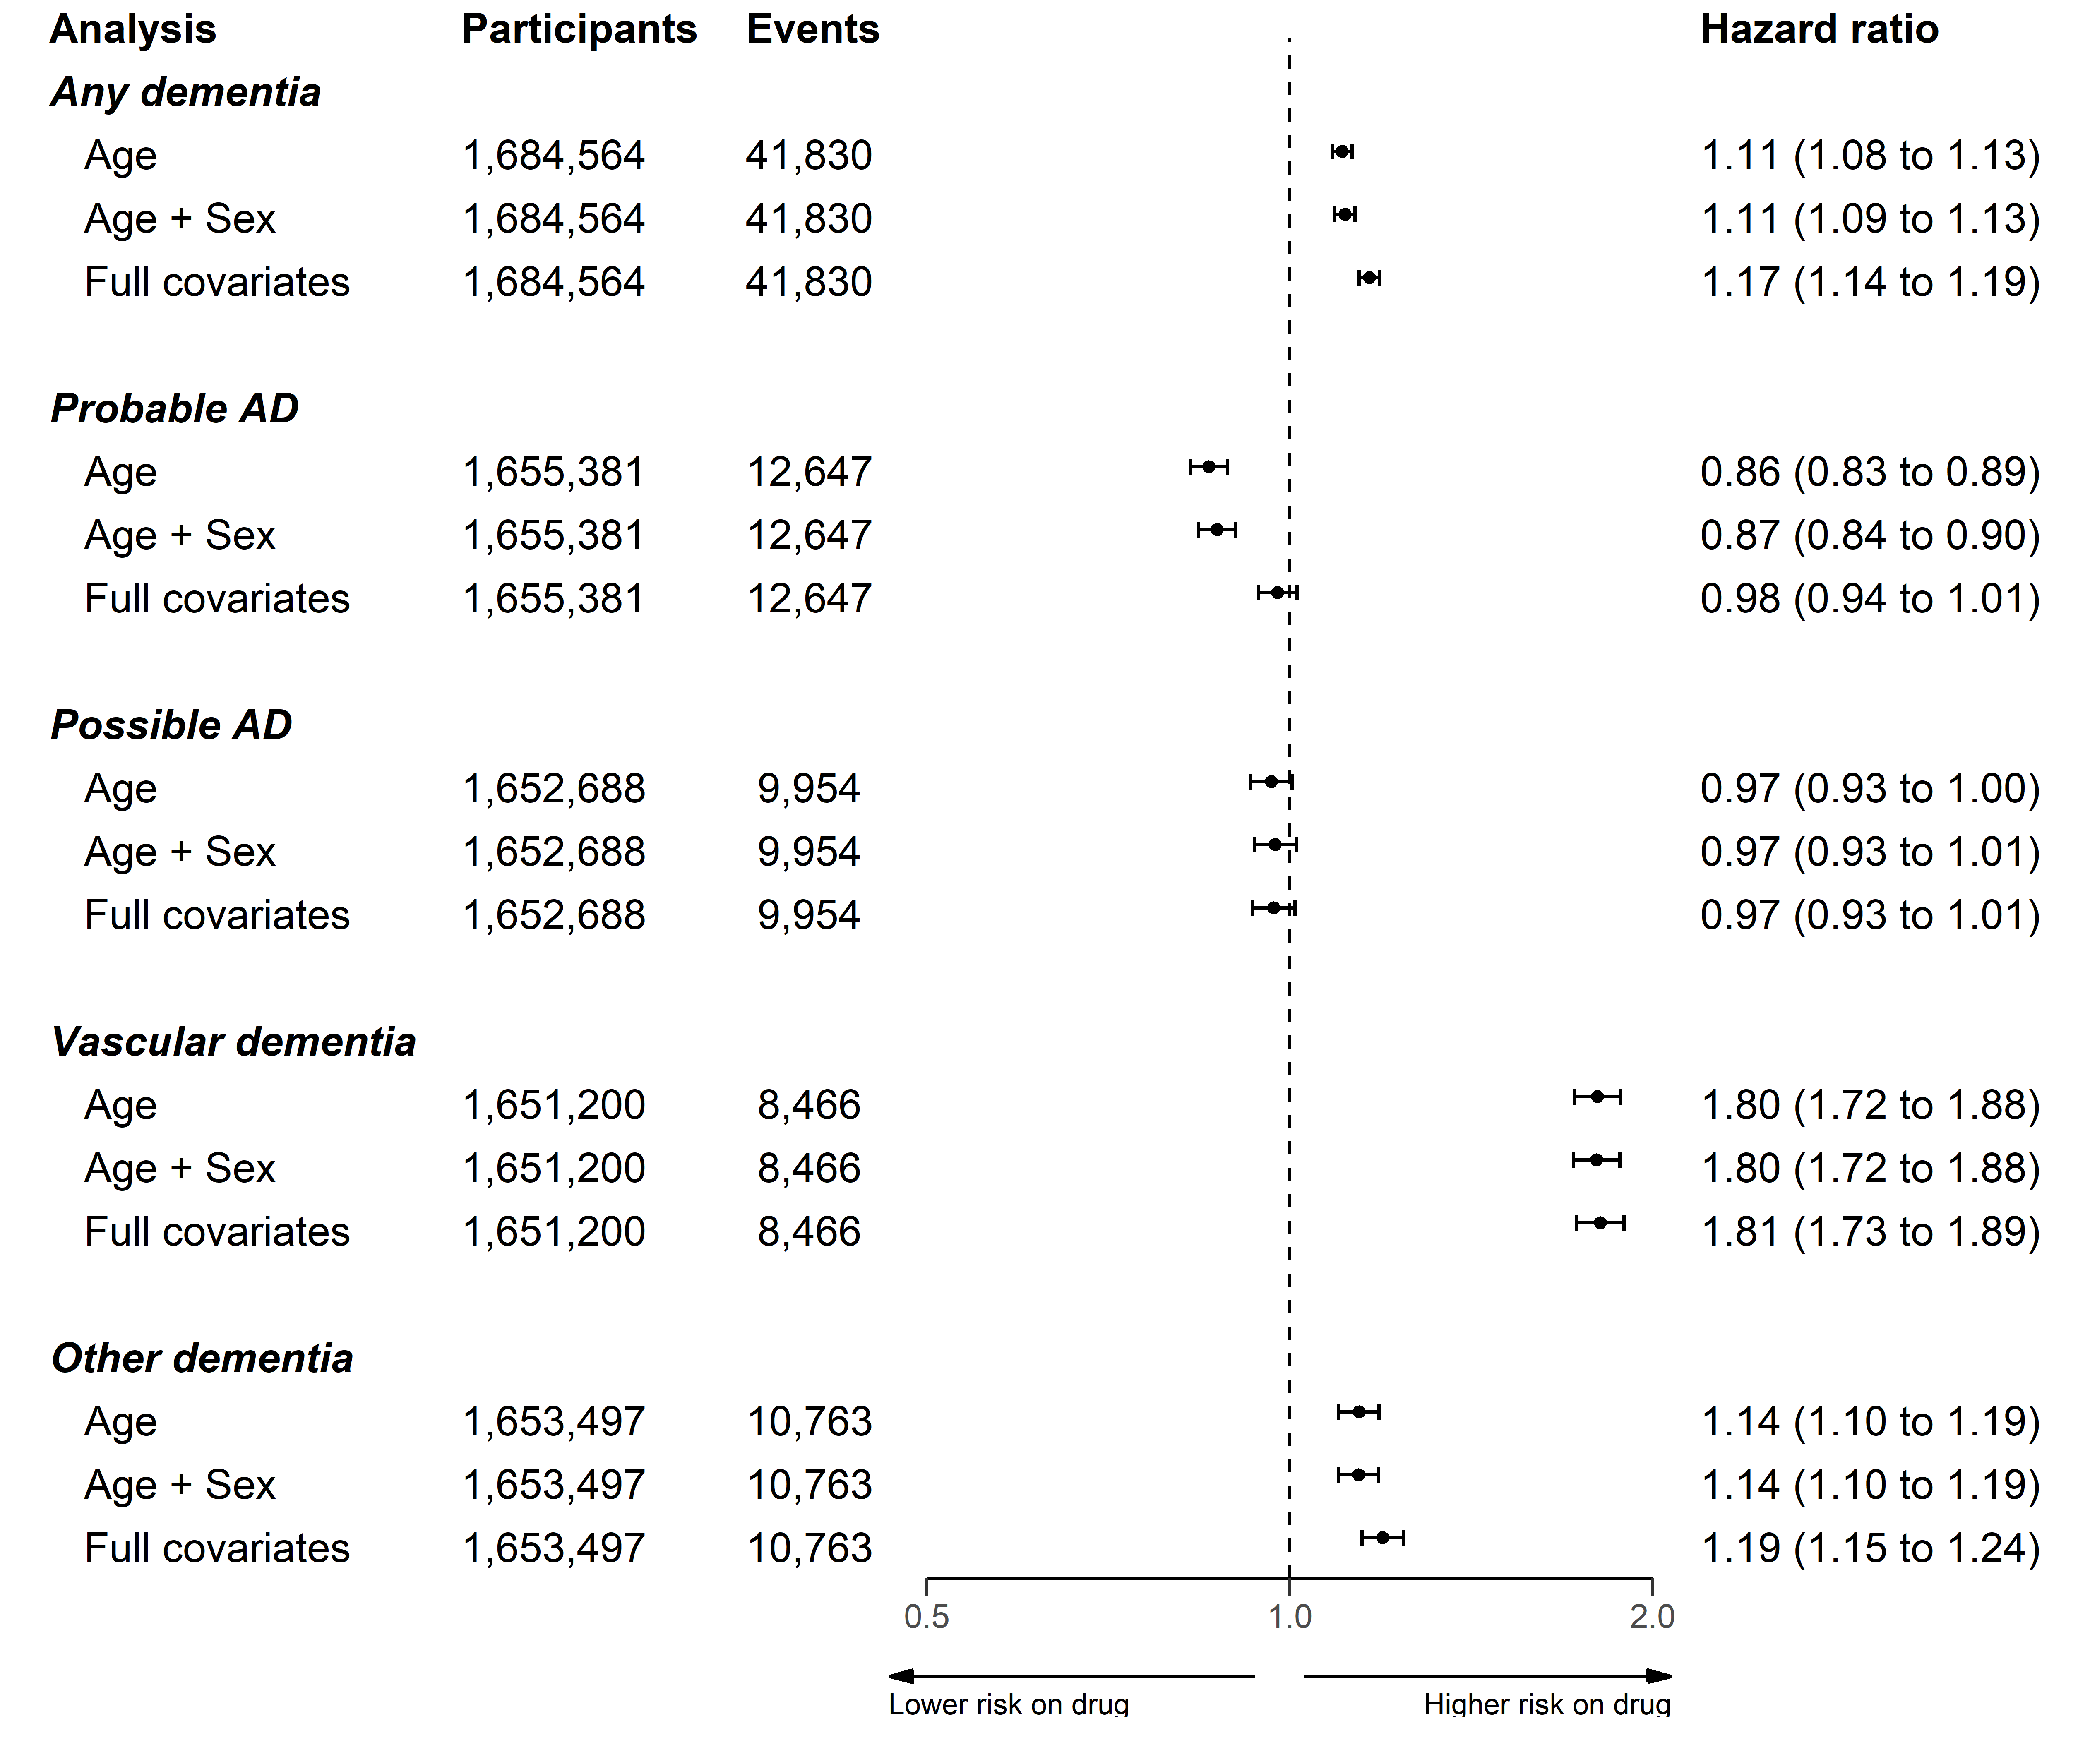 Analysis Participants Events Hazard ratio
Any dementia
Age 1,684,564 41,830 1.11 (1.08 to 1.13)
Age + Sex 1,684,564 41,830 1.11 (1.09 to 1.13)
Full covariates 1,684,564 41,830 1.17 (1.14 to 1.19)
Probable AD
Age 1,655,381 12,647 0.86 (0.83 to 0.89)
Age + Sex 1,655,381 12,647 0.87 (0.84 to 0.90)
Full covariates 1,655,381 12,647 0.98 (0.94 to 1.01)
Possible AD
Age 1,652,688 9,954 0.97 (0.93 to 1.00)
Age + Sex 1,652,688 9,954 0.97 (0.93 to 1.01)
Full covariates 1,652,688 9,954 0.97 (0.93 to 1.01)
Vascular dementia
Age 1,651,200 8,466 1.80 (1.72 to 1.88)
Age + Sex 1,651,200 8,466 1.80 (1.72 to 1.88)
Full covariates 1,651,200 8,466 1.81 (1.73 to 1.89)
Other dementia
Age 1,653,497 10,763 1.14 (1.10 to 1.19)
Age + Sex 1,653,497 10,763 1.14 (1.10 to 1.19)
Full covariates 1,653,497 10,763 1.19 (1.15 to 1.24)
0.5 1.0 2.0
Lower risk on drug Higher risk on drug